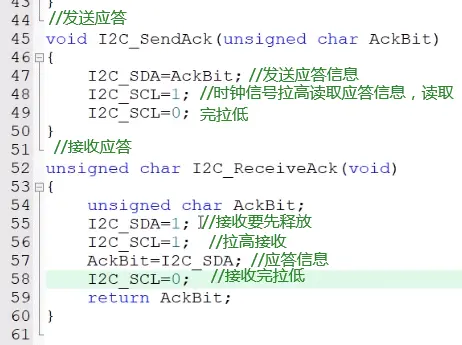 43 }
44 //发送应答
45 void I2C_SendAck(unsigned char AckBit)
46 {
47 I2C_SDA=AckBit; //发送应答信息
48 I2C_SCL=1; //时钟信号拉高读取应答信息，读取
49 I2C_SCL=0; 完拉低
50 }
51 //接收应答
52 unsigned char I2C_ReceiveAck(void)
53 {
54 unsigned char AckBit;
55 I2C_SDA=1; //接收要先释放
56 I2C_SCL=1; //拉高接收
57 AckBit=I2C_SDA; //应答信息
58 I2C_SCL=0; //接收完拉低
59 return AckBit;
60 }
61